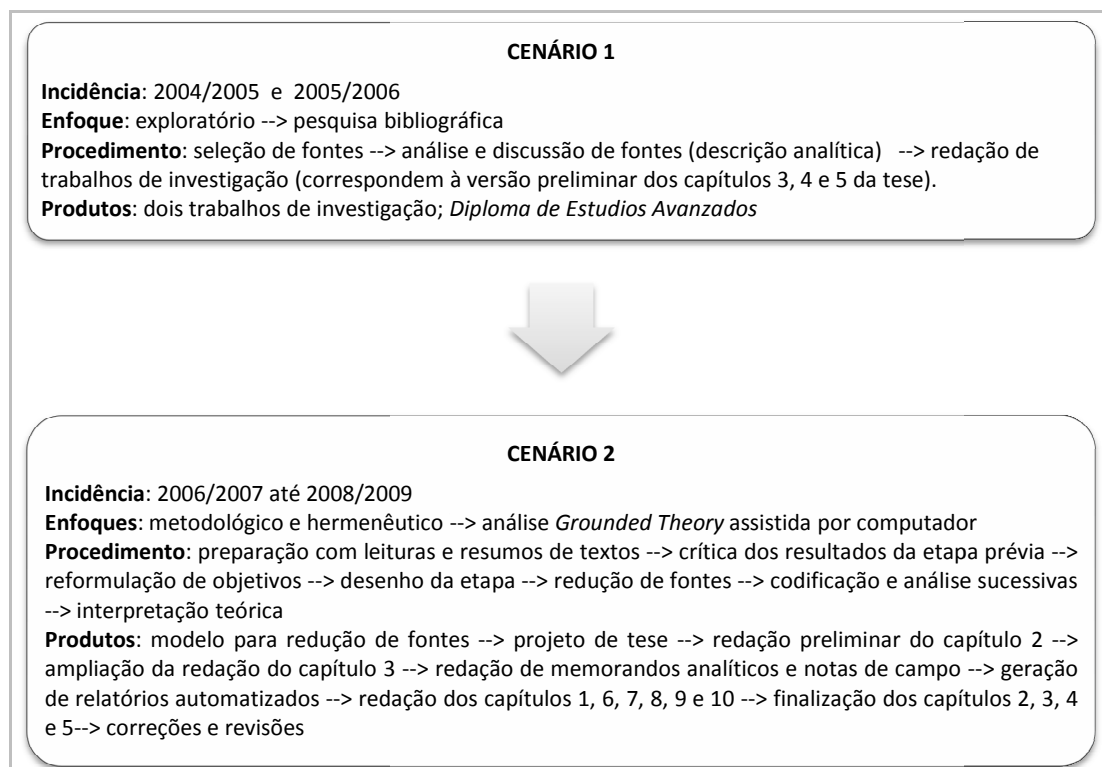 CENÁRIO 1
Incidência: 2004/2005 e 2005/2006
Enfoque: exploratório --> pesquisa bibliográfica
Procedimento: seleção de fontes --> análise e discussão de fontes (descrição analítica) --> redação de
trabalhos de investigação (correspondem à versão preliminar dos capítulos 3, 4 e 5 da tese).
Produtos: dois trabalhos de investigação; Diploma de Estudios Avanzados
CENÁRIO 2
Incidência: 2006/2007 até 2008/2009
Enfoques: metodológico e hermenêutico --> análise Grounded Theory assistida por computador
Procedimento: preparação com leituras e resumos de textos --> crítica dos resultados da etapa prévia -->
reformulação de objetivos --> desenho da etapa --> redução de fontes --> codificação e análise sucessivas
--> interpretação teórica
Produtos: modelo para redução de fontes --> projeto de tese --> redação preliminar do capítulo 2 -->
ampliação da redação do capítulo 3 --> redação de memorandos analíticos e notas de campo --> geração
de relatórios automatizados --> redação dos capítulos 1, 6, 7, 8, 9 e 10 --> finalização dos capítulos 2, 3, 4
e 5--> correções e revisões